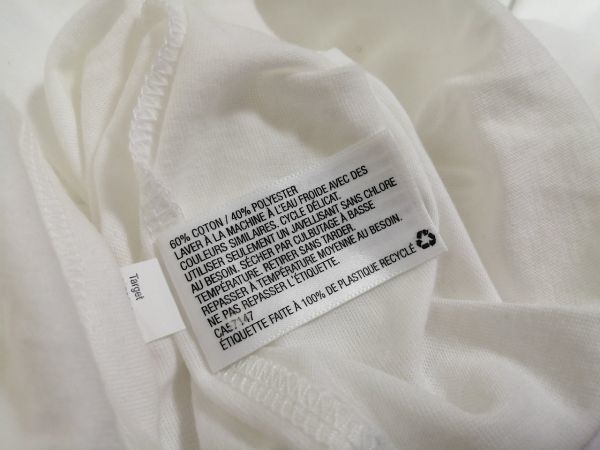 60% COTON / 40% POLYESTER
LAVER À LA MACHINE À L'EAU FROIDE AVEC DES
COULEURS SIMILAIRES. CYCLE DÉLICAT.
UTILISER SEULEMENT UN JAVELLISANT SANS CHLORE
AU BESOIN. SÉCHER PAR CULBUTAGE À BASSE
TEMPÉRATURE. RETIRER SANS TARDER.
REPASSER À TEMPÉRATURE MOYENNE AU BESOIN.
NE PAS REPASSER L'ÉTIQUETTE.
CA57147
ÉTIQUETTE FAITE À 100% DE PLASTIQUE RECYCLÉ
Target